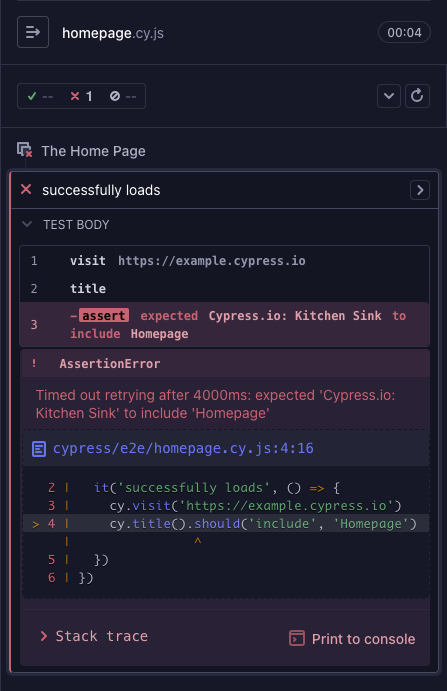 homepage.cy.js 00:04
-- 1 --
The Home Page
successfully loads
TEST BODY
1 visit https://example.cypress.io
2 title
3 -assert expected Cypress.io: Kitchen Sink to
include Homepage
! AssertionError
Timed out retrying after 4000ms: expected 'Cypress.io:
Kitchen Sink' to include 'Homepage'
cypress/e2e/homepage.cy.js:4:16
2 | it('successfully loads', () => {
3 | cy.visit('https://example.cypress.io')
> 4 | cy.title().should('include', 'Homepage')
| ^
5 | })
6 | })
> Stack trace
Print to console